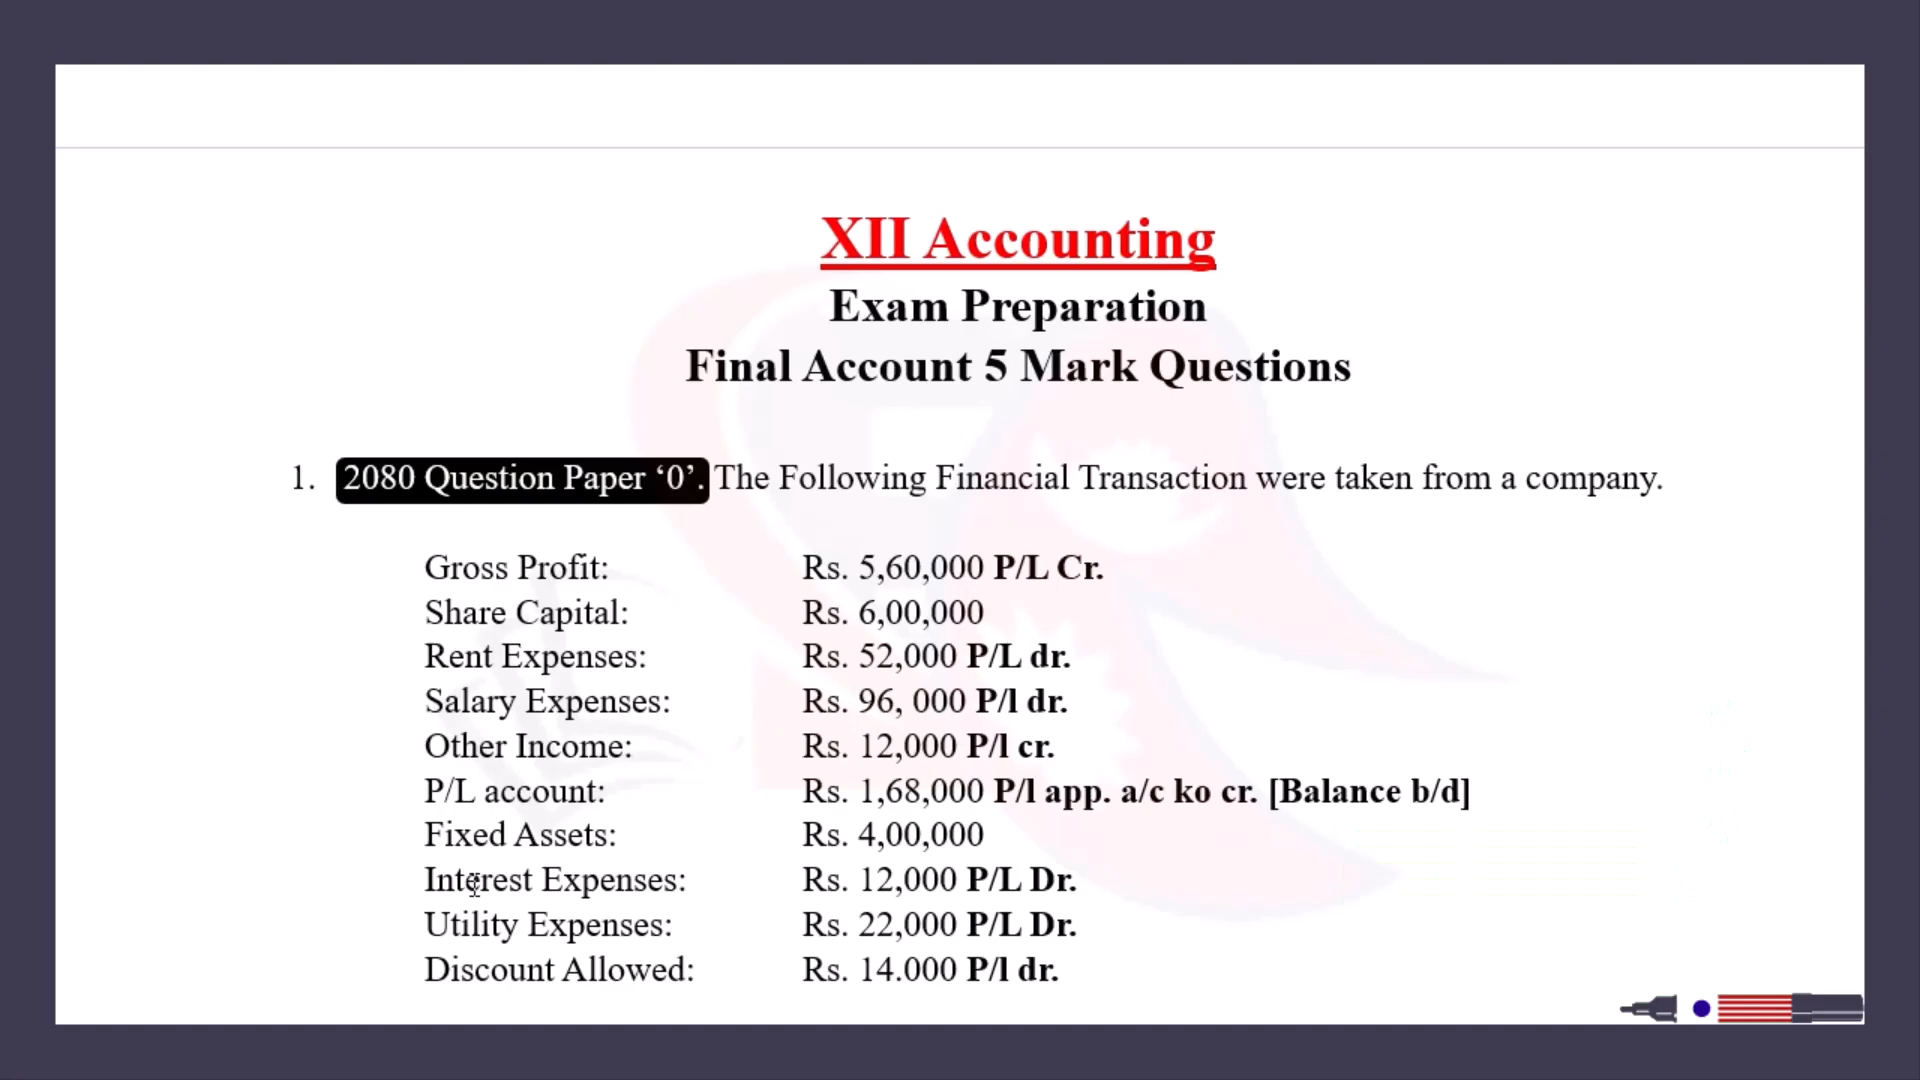 XII Accounting
Exam Preparation
Final Account 5 Mark Questions
1. 2080 Question Paper ‘0’. The Following Financial Transaction were taken from a company.
Gross Profit: Rs. 5,60,000 P/L Cr.
Share Capital: Rs. 6,00,000
Rent Expenses: Rs. 52,000 P/L dr.
Salary Expenses: Rs. 96, 000 P/l dr.
Other Income: Rs. 12,000 P/l cr.
P/L account: Rs. 1,68,000 P/l app. a/c ko cr. [Balance b/d]
Fixed Assets: Rs. 4,00,000
Interest Expenses: Rs. 12,000 P/L Dr.
Utility Expenses: Rs. 22,000 P/L Dr.
Discount Allowed: Rs. 14.000 P/l dr.